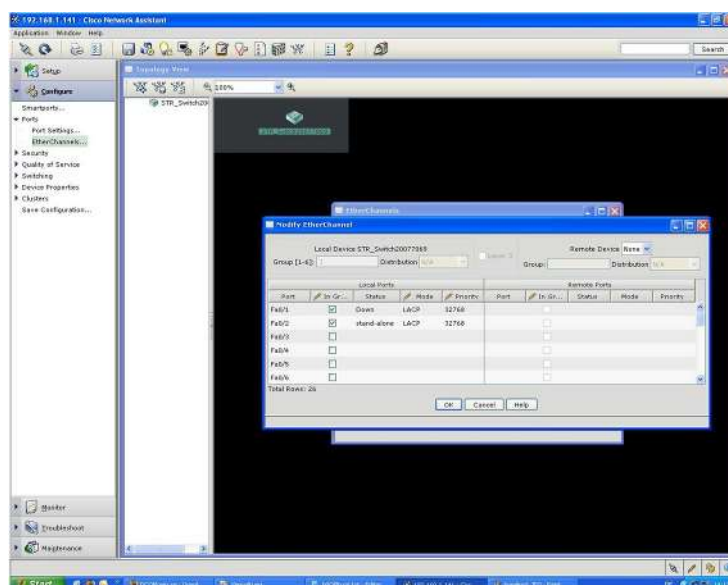 192.168.1.141 - Cisco Network Assistant
Application Window Help
Search
Setup
Configure
Smartports...
Ports
Port Settings...
EtherChannels...
Security
Quality of Service
Switching
Device Properties
Clusters
Save Configuration...
Monitor
Troubleshoot
Maintenance
Topology View
100%
STR_Switch20
EtherChannels
Modify EtherChannel
Local Device STR_Switch20077069
Remote Device None
Group [1-6]:
Distribution N/A
Layer 3
Group:
Distribution N/A
Local Ports
Remote Ports
Port In Gr... Status Mode Priority Port In Gr... Status Mode Priority
Fa0/1 Down LACP 32768
Fa0/2 stand-alone LACP 32768
Fa0/3
Fa0/4
Fa0/5
Fa0/6
Total Rows: 26
OK Cancel Help
Start